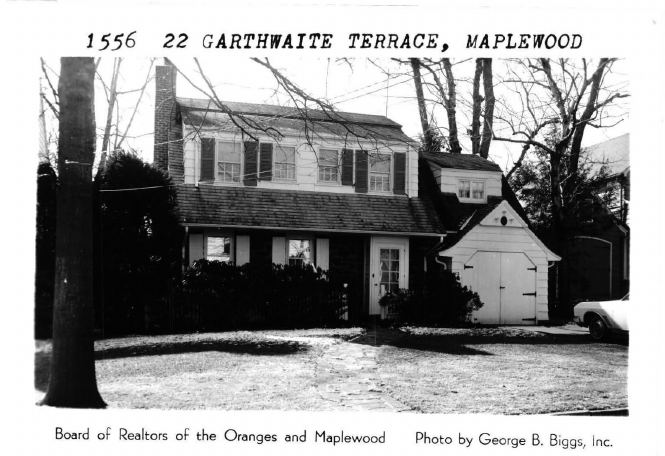 1556 22 GARTHWAITE TERRACE, MAPLEWOOD
Board of Realtors of the Oranges and Maplewood Photo by George B. Biggs, Inc.